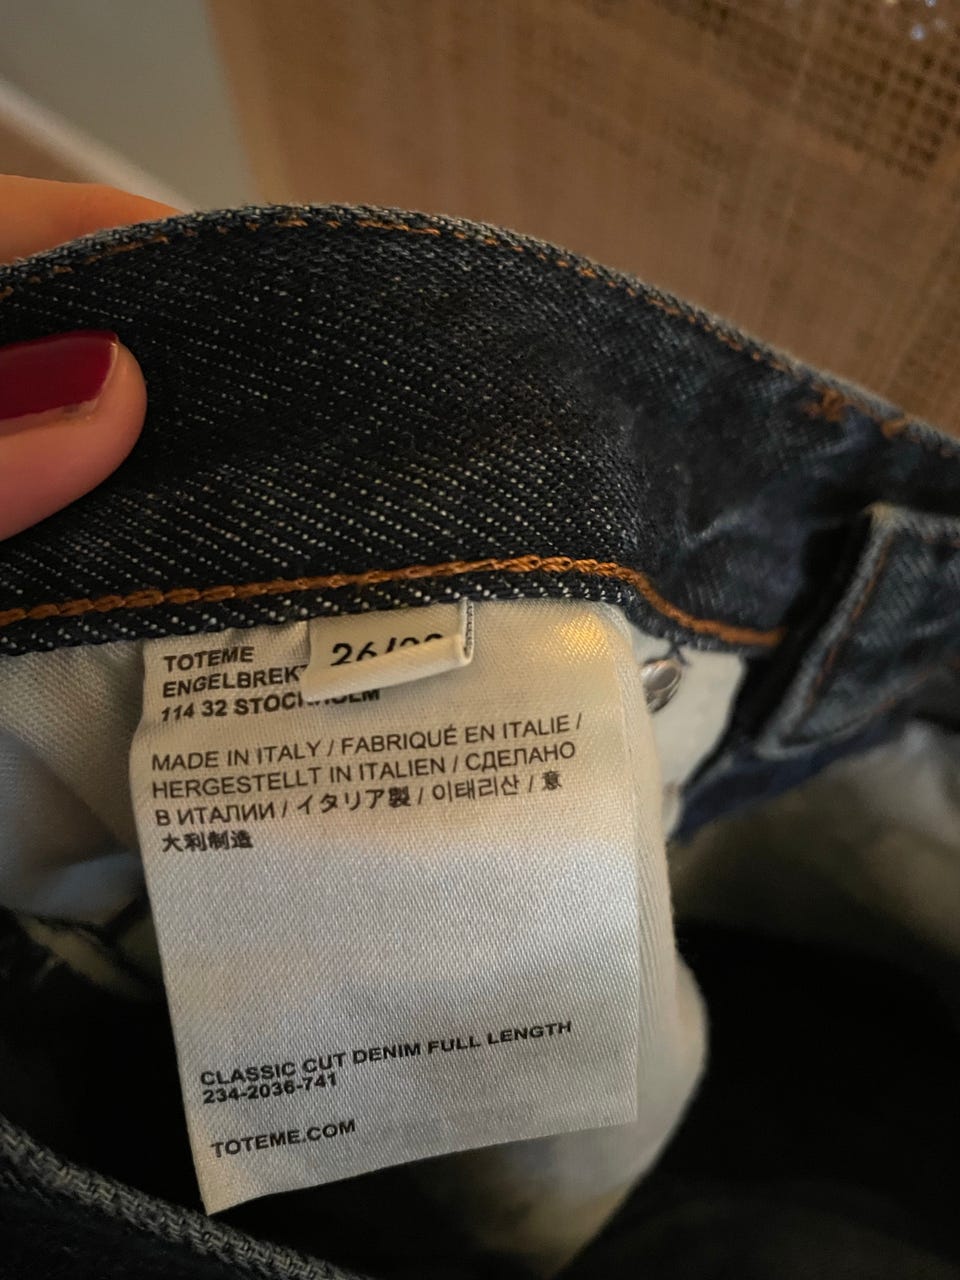 TOTEME
114 32
MADE IN ITALY / FABRIQUÉ EN ITALIE /
HERGESTELLT IN ITALIEN / СДЕЛАНО
В ИТАЛИИ / イタリア製 / 이태리산 / 意
大利制造
CLASSIC CUT DENIM FULL LENGTH
234-2036-741
TOTEME.COM